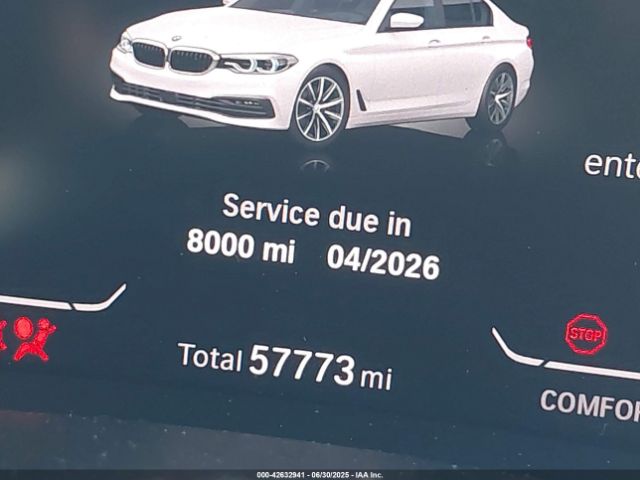 ente
Service due in
8000 mi 04/2026
STOP
Total 57773 mi
COMFOR
000-42632941 - 06/30/2025 - IAA Inc.